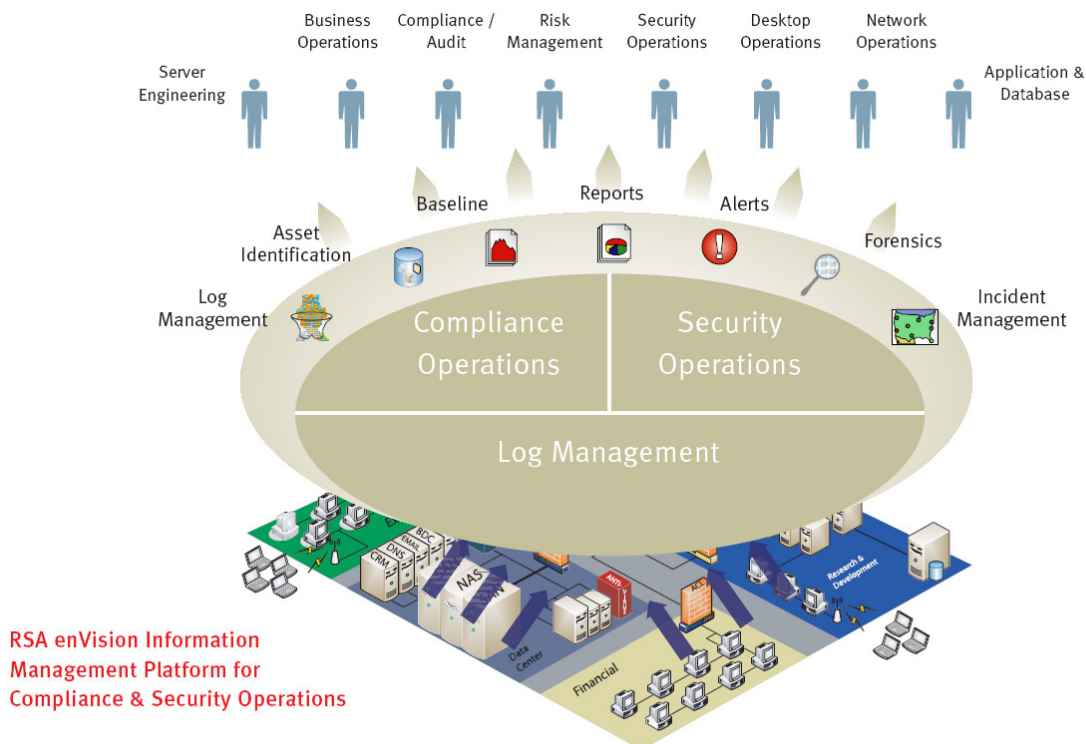 Business
Operations
Compliance /
Audit
Risk
Management
Security
Operations
Desktop
Operations
Network
Operations
Server
Engineering
Application &
Database
Reports
Baseline
Alerts
Asset
Identification
Forensics
Log
Management
Incident
Management
Compliance
Operations
Security
Operations
Log Management
BDC
EMAIL
DNS
CRM
NAS
ANTI-
Research &
Development
Data
Center
Financial
RSA enVision Information
Management Platform for
Compliance & Security Operations